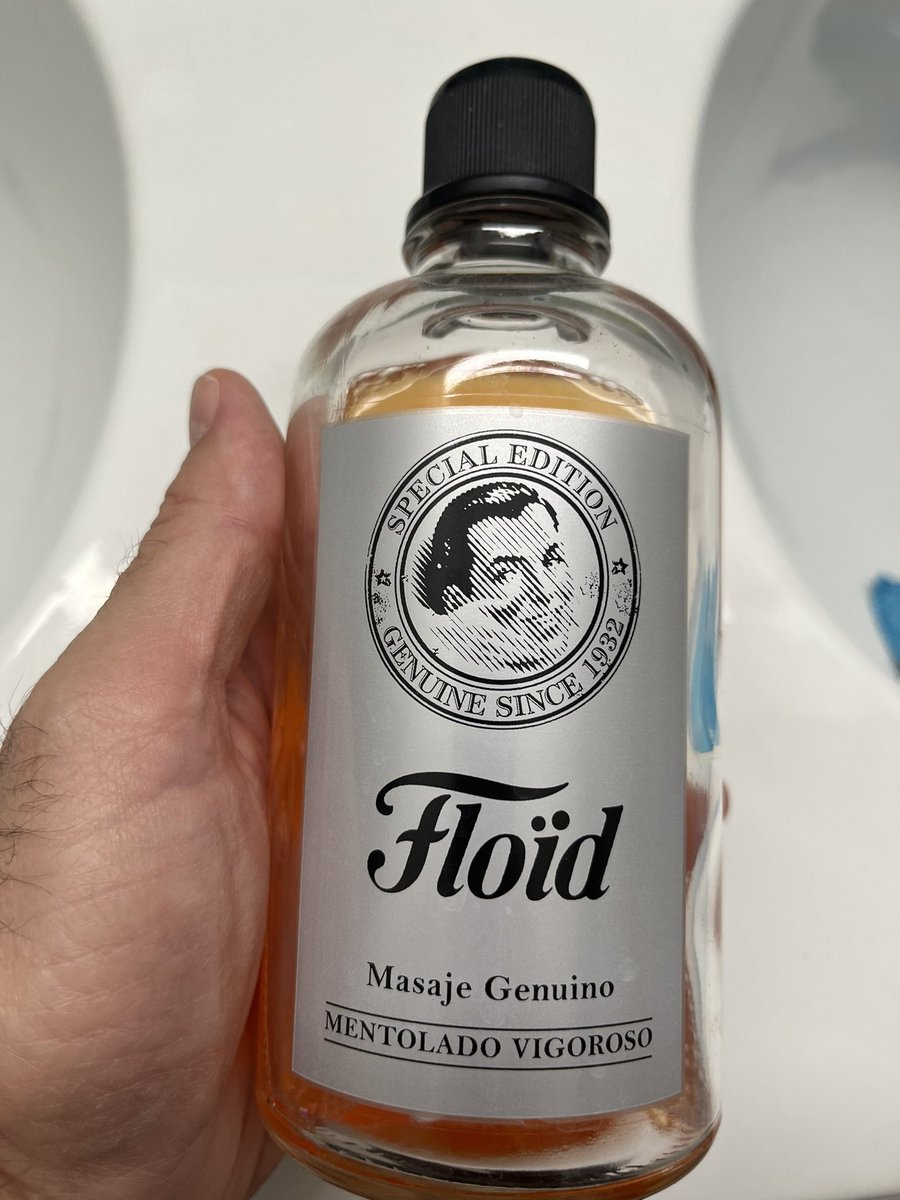 SPECIAL EDITION
GENUINE SINCE 1932
Floïd
Masaje Genuino
MENTOLADO VIGOROSO